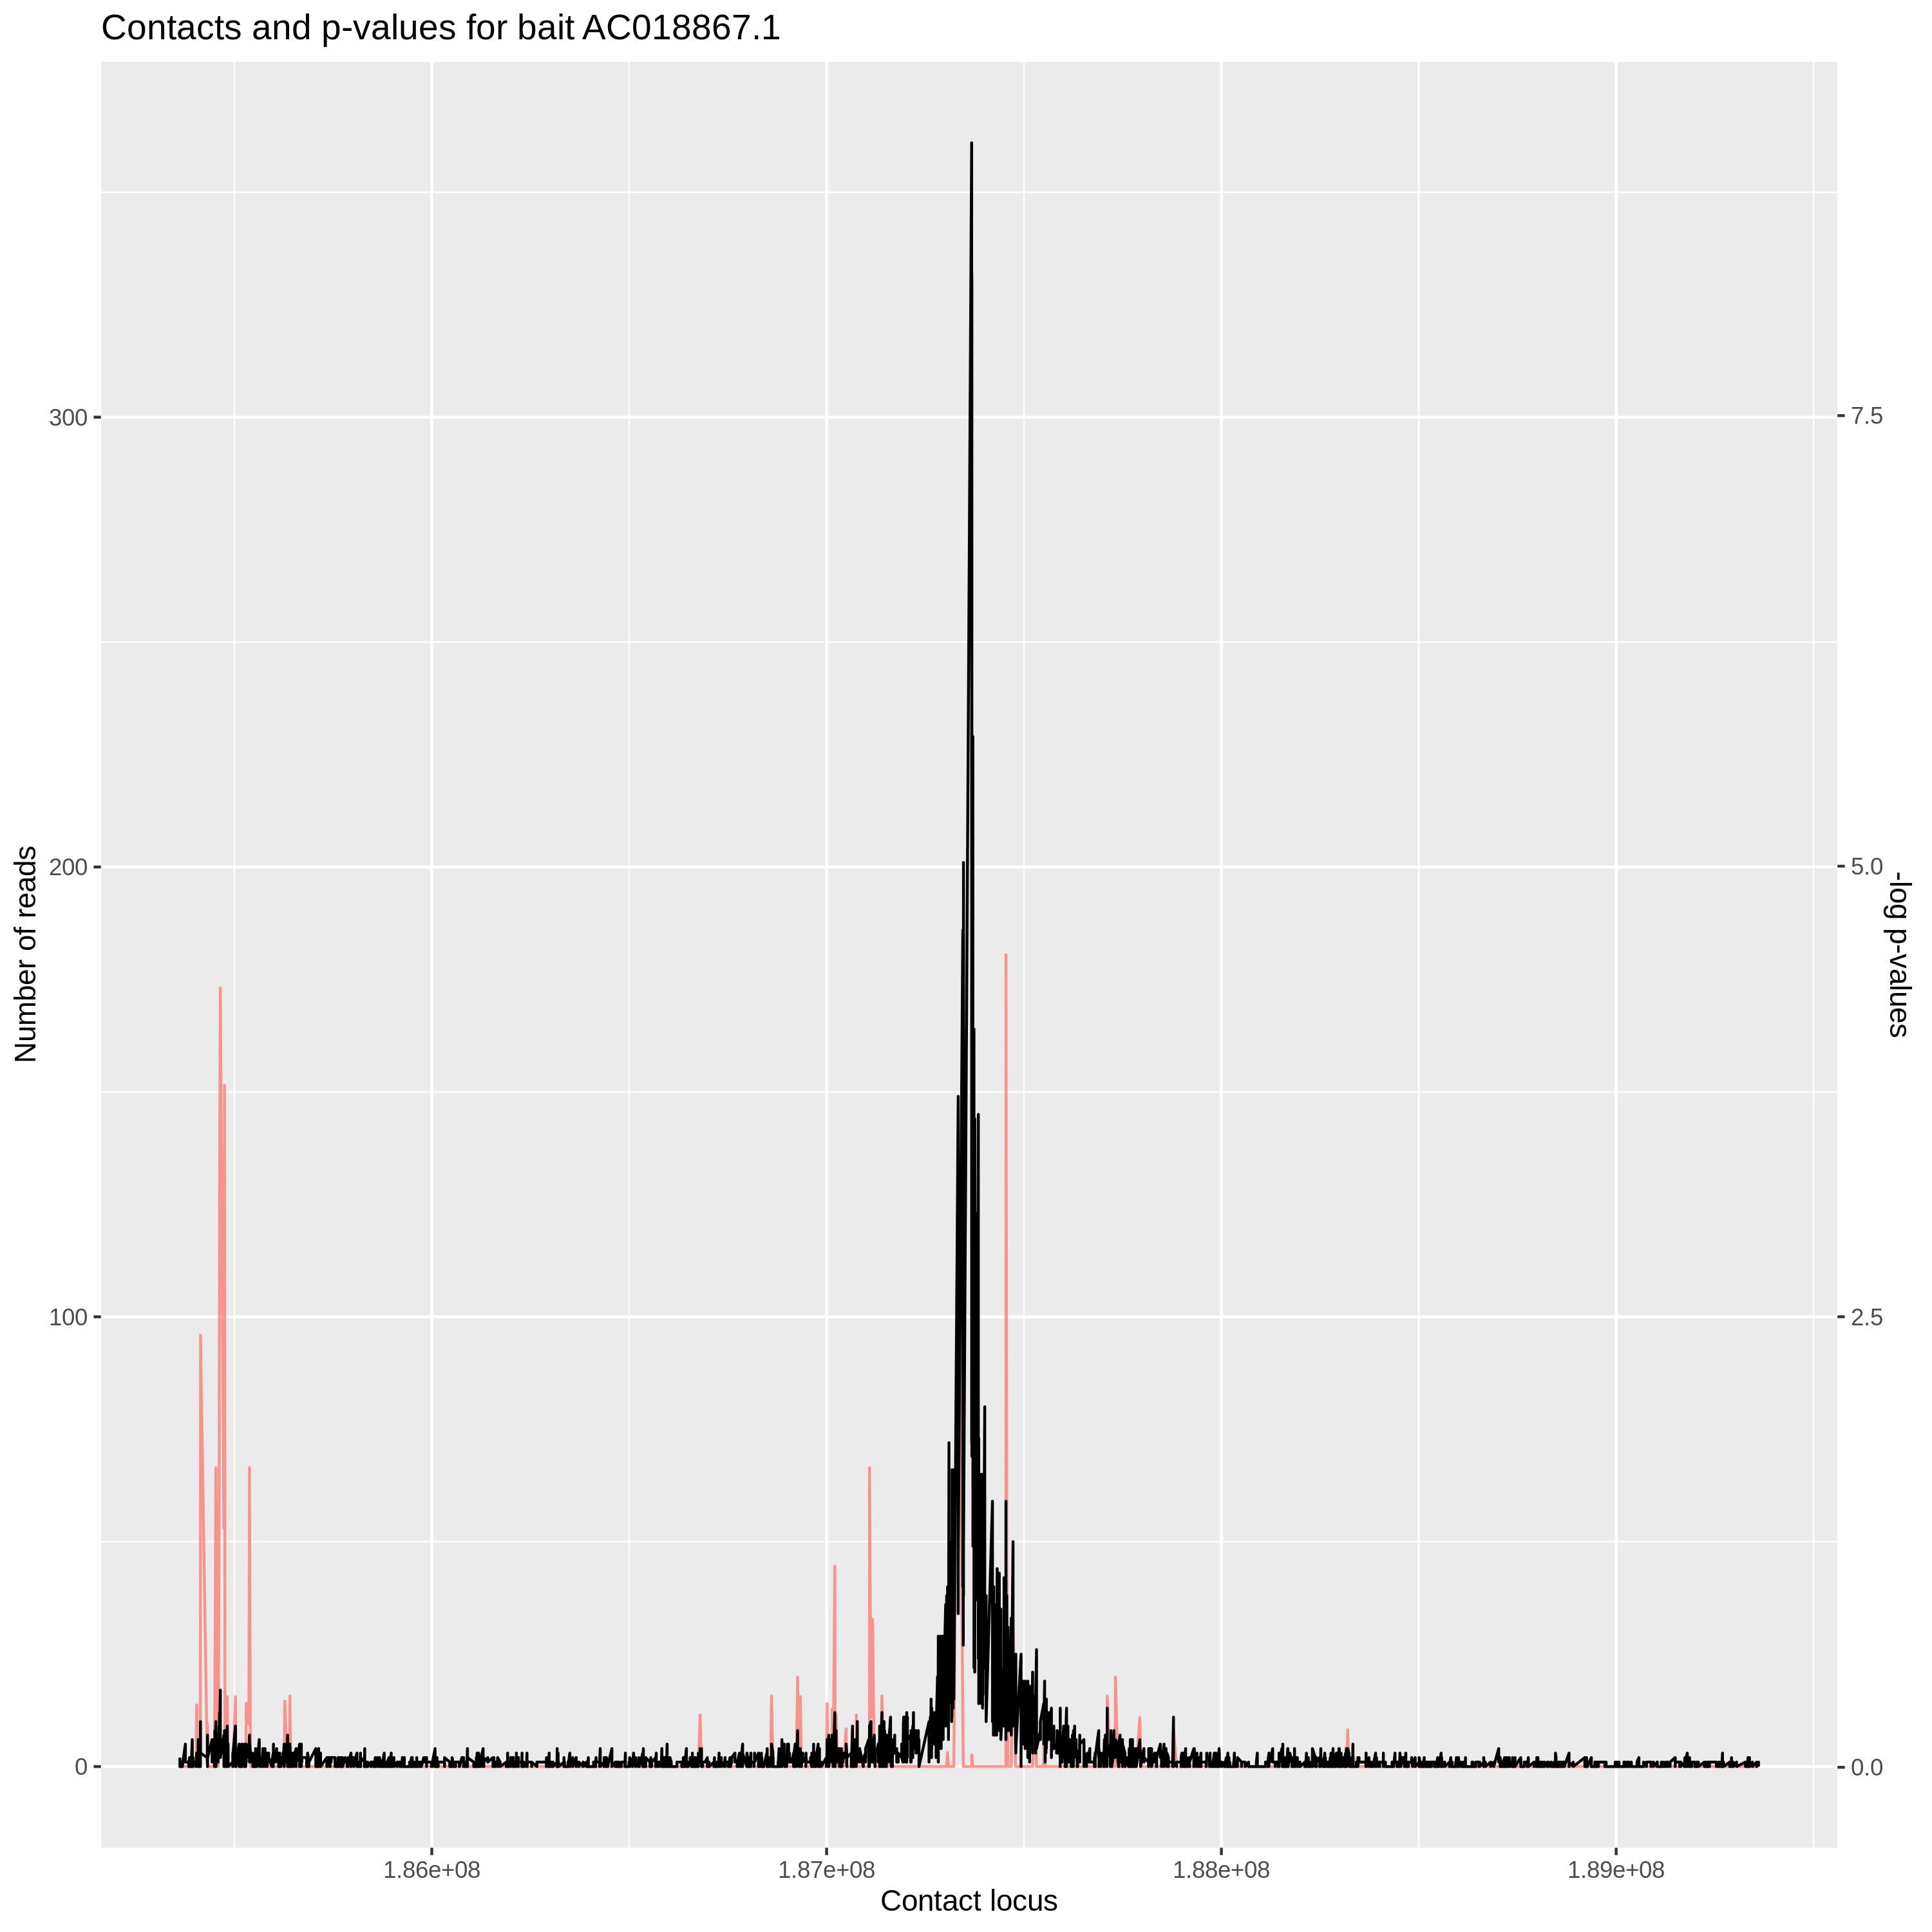 Contacts and p-values for bait AC018867.1
300
200
100
0
Number of reads
7.5
5.0
2.5
0.0
-log p-values
1.86e+08
1.87e+08
1.88e+08
1.89e+08
Contact locus